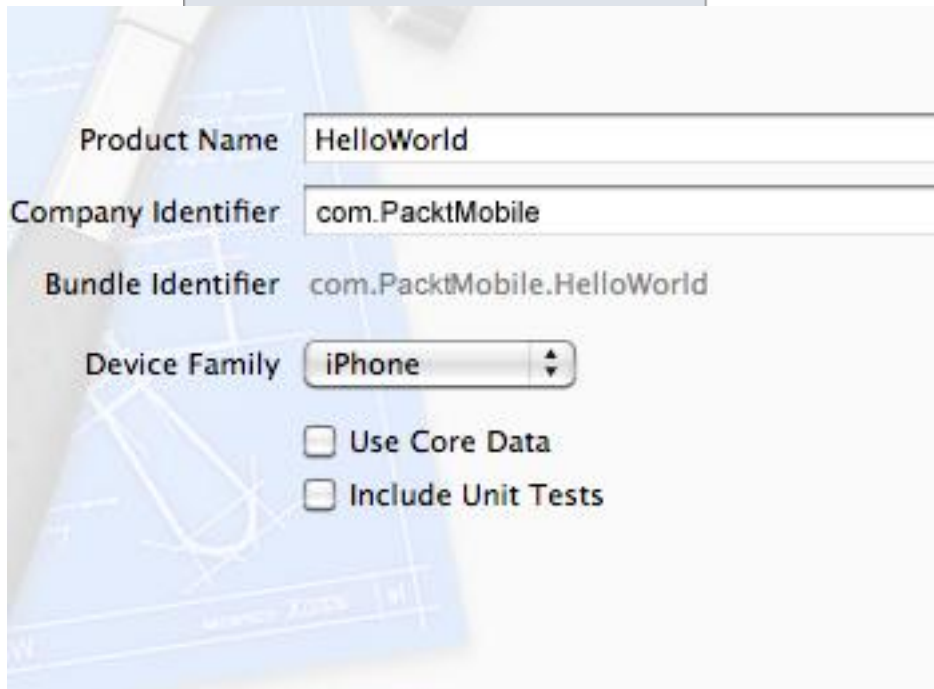 Product Name HelloWorld
Company Identifier com.PacktMobile
Bundle Identifier com.PacktMobile.HelloWorld
Device Family iPhone
Use Core Data
Include Unit Tests